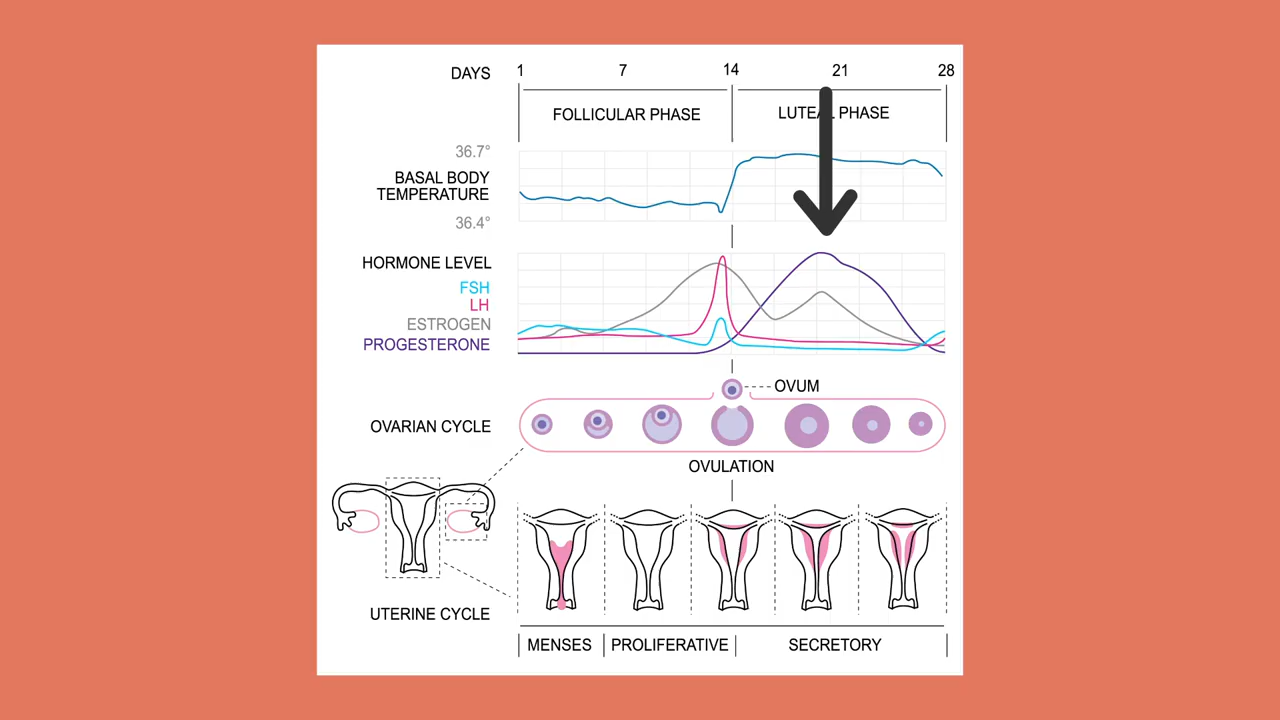 DAYS 1 7 14 21 28
FOLLICULAR PHASE LUTEAL PHASE
36.7°
BASAL BODY
TEMPERATURE
36.4°
HORMONE LEVEL
FSH
LH
ESTROGEN
PROGESTERONE
OVUM
OVARIAN CYCLE
OVULATION
UTERINE CYCLE
MENSES PROLIFERATIVE SECRETORY